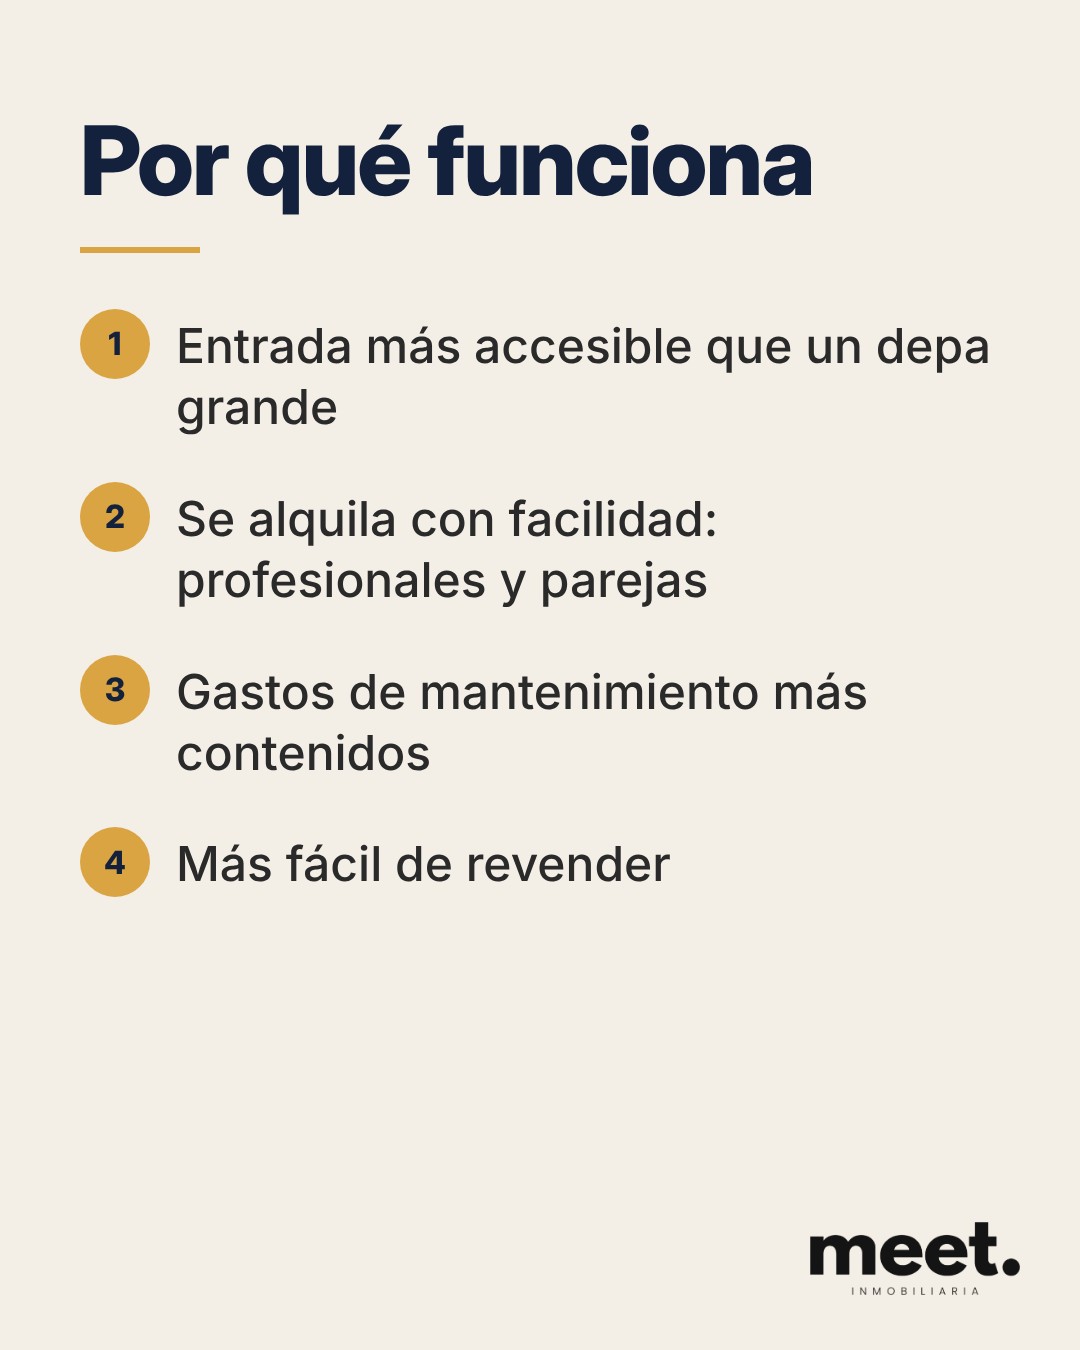 Por qué funciona
1 Entrada más accesible que un depa
grande
2 Se alquila con facilidad:
profesionales y parejas
3 Gastos de mantenimiento más
contenidos
4 Más fácil de revender
meet.
INMOBILIARIA